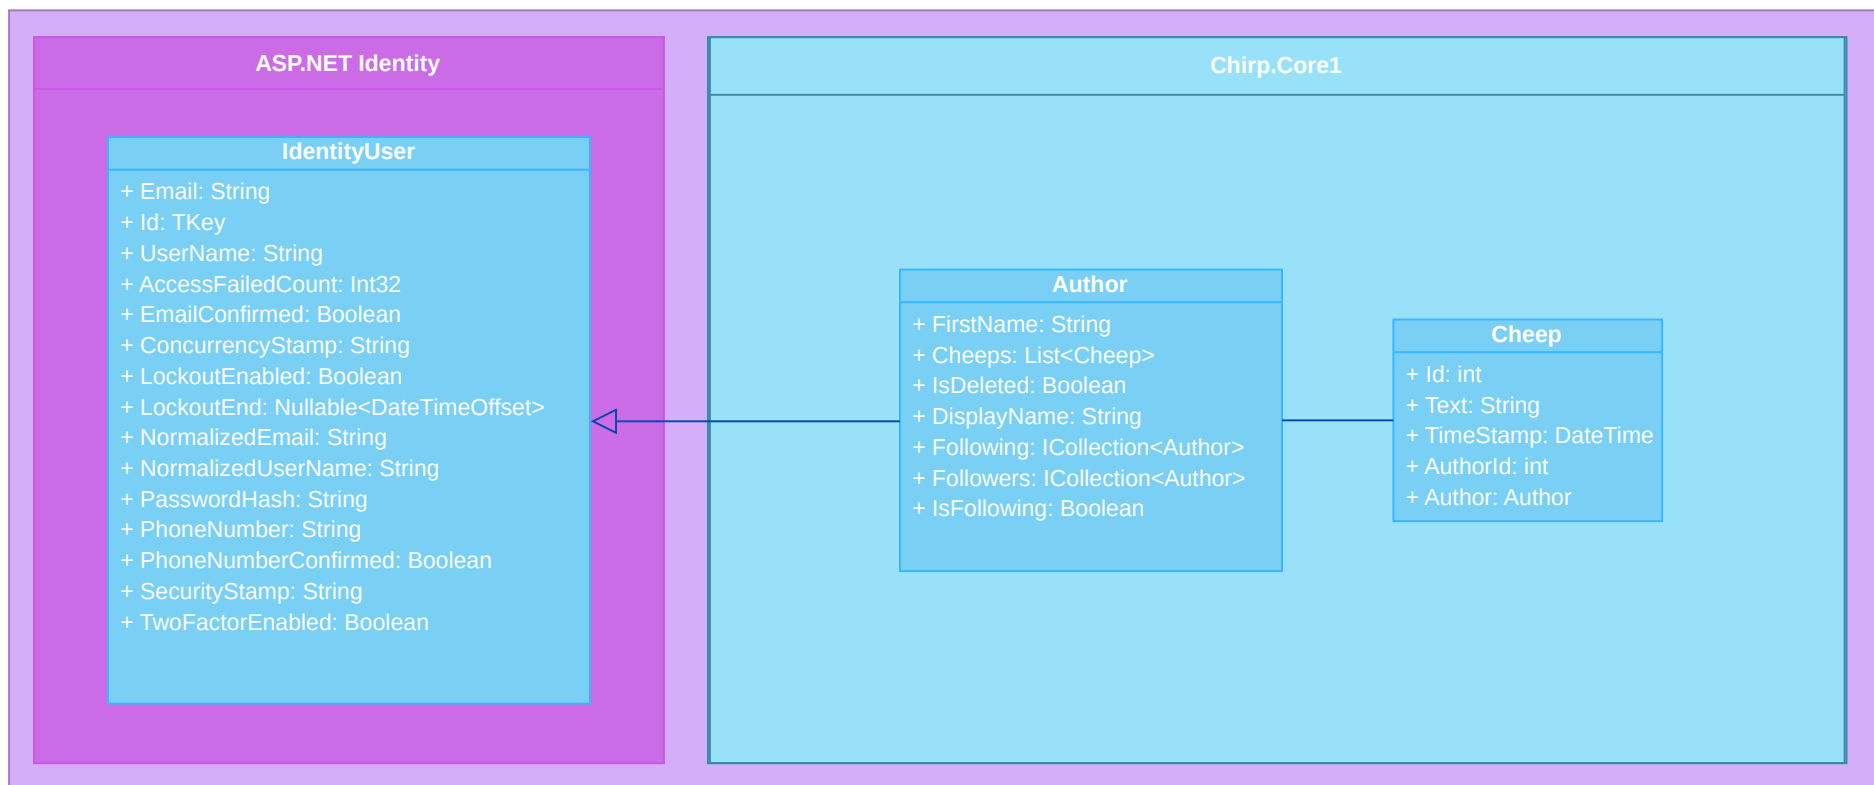 ASP.NET Identity
IdentityUser
+ Email: String
+ Id: TKey
+ UserName: String
+ AccessFailedCount: Int32
+ EmailConfirmed: Boolean
+ ConcurrencyStamp: String
+ LockoutEnabled: Boolean
+ LockoutEnd: Nullable<DateTimeOffset>
+ NormalizedEmail: String
+ NormalizedUserName: String
+ PasswordHash: String
+ PhoneNumber: String
+ PhoneNumberConfirmed: Boolean
+ SecurityStamp: String
+ TwoFactorEnabled: Boolean
Chirp.Core1
Author
+ FirstName: String
+ Cheeps: List<Cheep>
+ IsDeleted: Boolean
+ DisplayName: String
+ Following: ICollection<Author>
+ Followers: ICollection<Author>
+ IsFollowing: Boolean
Cheep
+ Id: int
+ Text: String
+ TimeStamp: DateTime
+ AuthorId: int
+ Author: Author